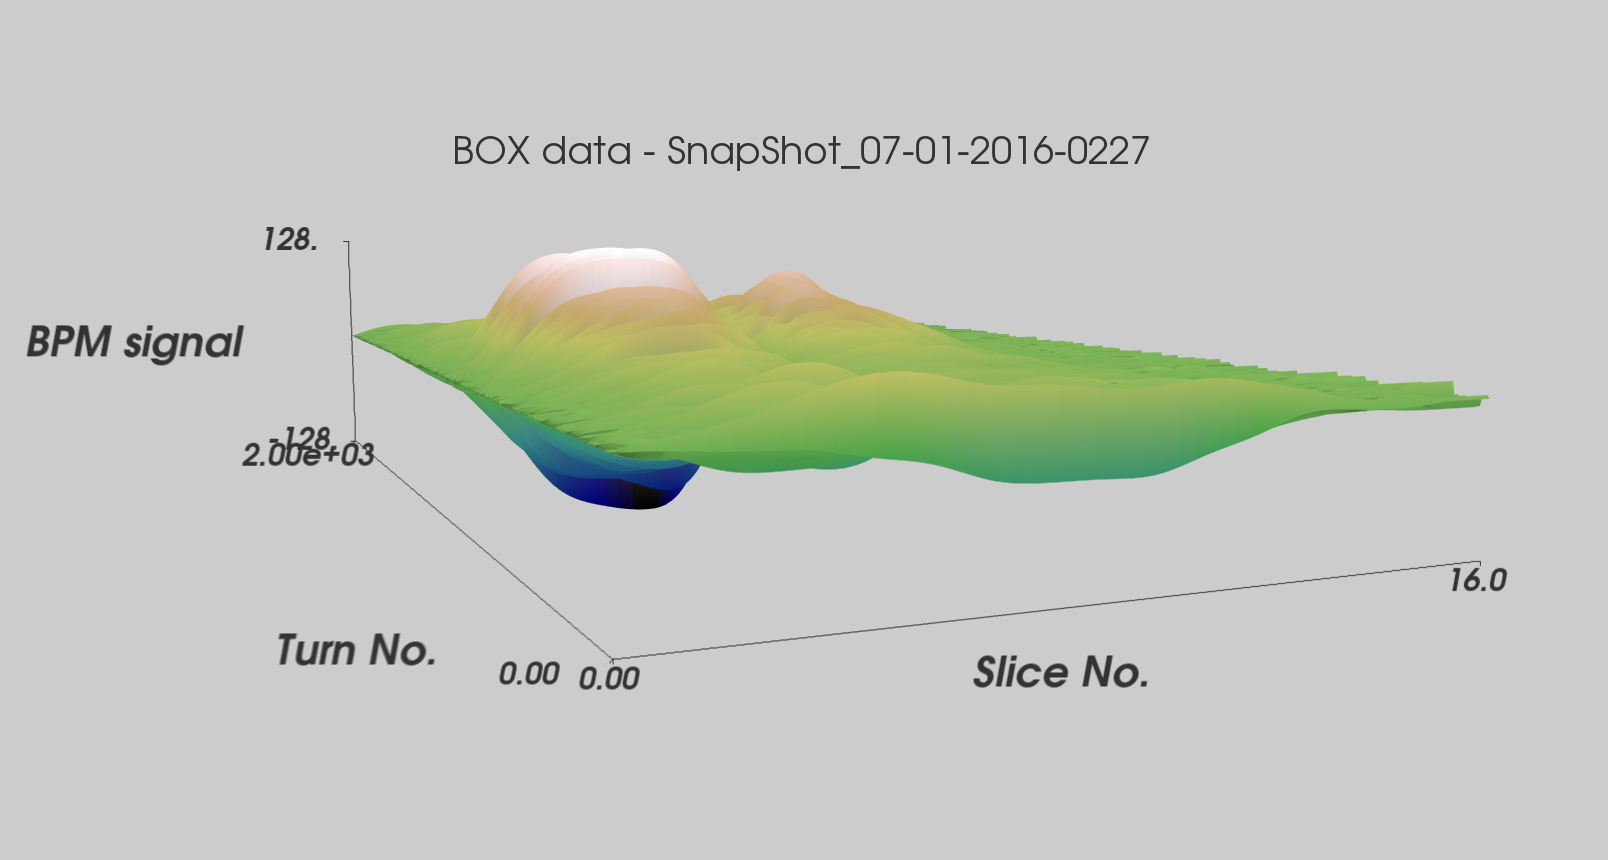 BOX data - SnapShot_07-01-2016-0227
128.
BPM signal
-128.
2.00e+03
Turn No.
0.00
0.00
Slice No.
16.0